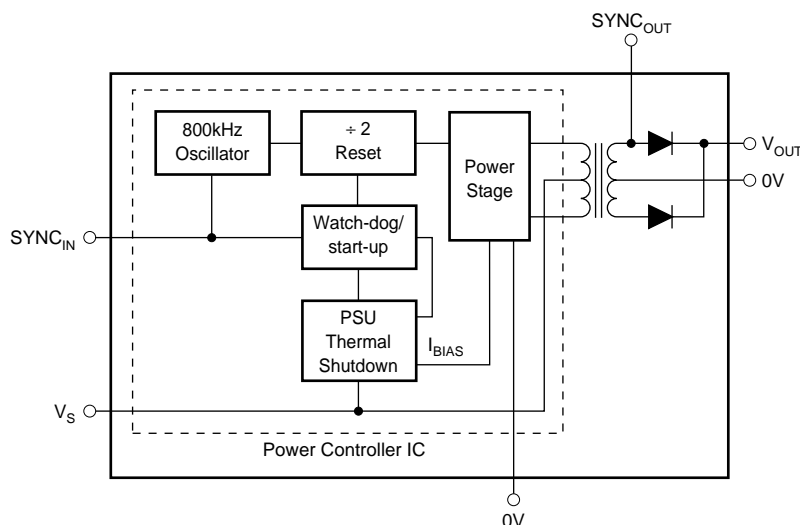 SYNC_OUT
800kHz
Oscillator
÷ 2
Reset
Power
Stage
V_OUT
0V
SYNC_IN
Watch-dog/
start-up
PSU
Thermal
Shutdown
I_BIAS
V_S
Power Controller IC
0V